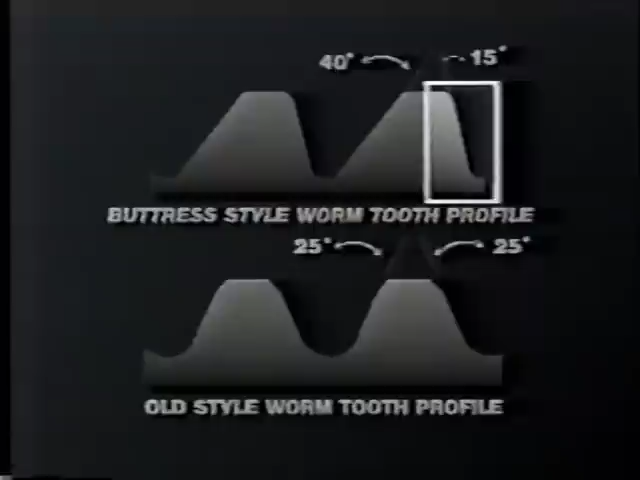 40° 15°
BUTTRESS STYLE WORM TOOTH PROFILE
25° 25°
OLD STYLE WORM TOOTH PROFILE